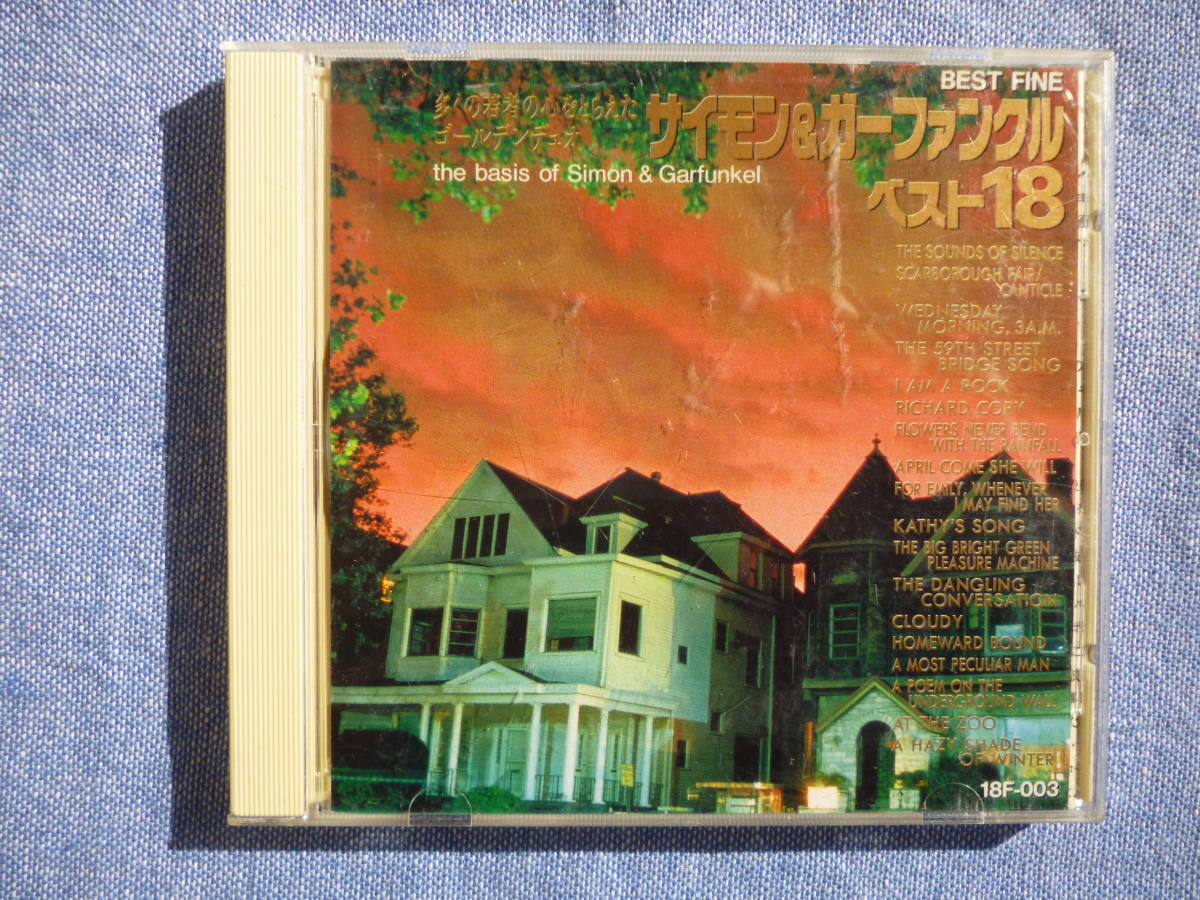 BEST FINE
多くの若者の心をとらえた
ゴールデンデュオ
サイモン&ガーファンクル
the basis of Simon & Garfunkel
ベスト18
THE SOUNDS OF SILENCE
SCARBOROUGH FAIR/
CANTICLE
WEDNESDAY
MORNING, 3A.M.
THE 59TH STREET
BRIDGE SONG
I AM A ROCK
RICHARD CORY
FLOWERS NEVER BEND
WITH THE RAINFALL
APRIL COME SHE WILL
FOR EMILY, WHENEVER
I MAY FIND HER
KATHY'S SONG
THE BIG BRIGHT GREEN
PLEASURE MACHINE
THE DANGLING
CONVERSATION
CLOUDY
HOMEWARD BOUND
A MOST PECULIAR MAN
A POEM ON THE
UNDERGROUND WALL
AT THE ZOO
A HAZY SHADE
OF WINTER
18F-003